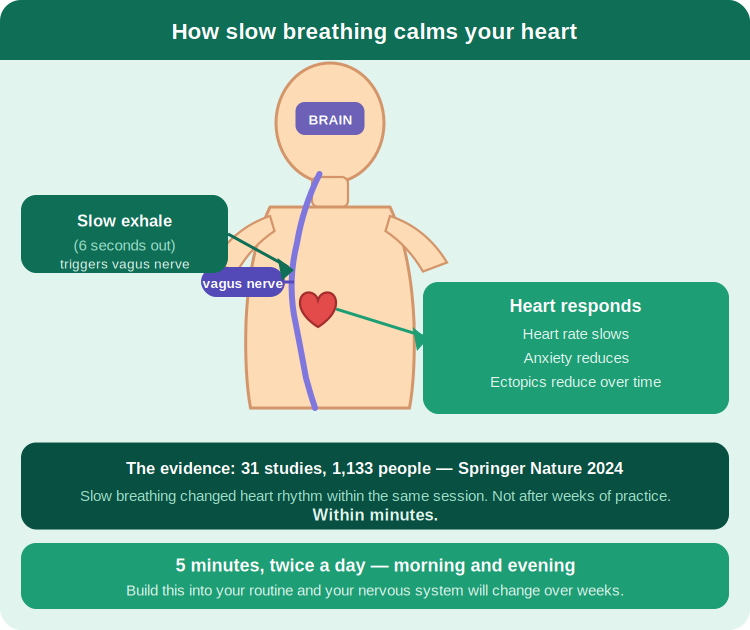 How slow breathing calms your heart
BRAIN
Slow exhale
(6 seconds out)
triggers vagus nerve
vagus nerve
Heart responds
Heart rate slows
Anxiety reduces
Ectopics reduce over time
The evidence: 31 studies, 1,133 people — Springer Nature 2024
Slow breathing changed heart rhythm within the same session. Not after weeks of practice.
Within minutes.
5 minutes, twice a day — morning and evening
Build this into your routine and your nervous system will change over weeks.